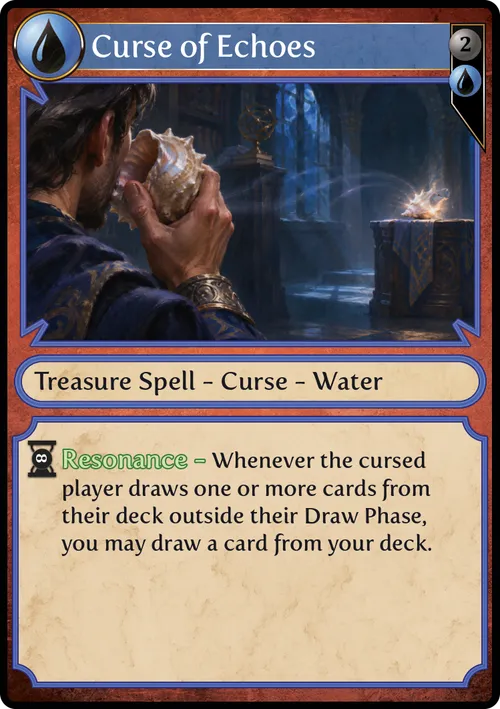 Curse of Echoes
2
Treasure Spell - Curse - Water
8 Resonance - Whenever the cursed
player draws one or more cards from
their deck outside their Draw Phase,
you may draw a card from your deck.